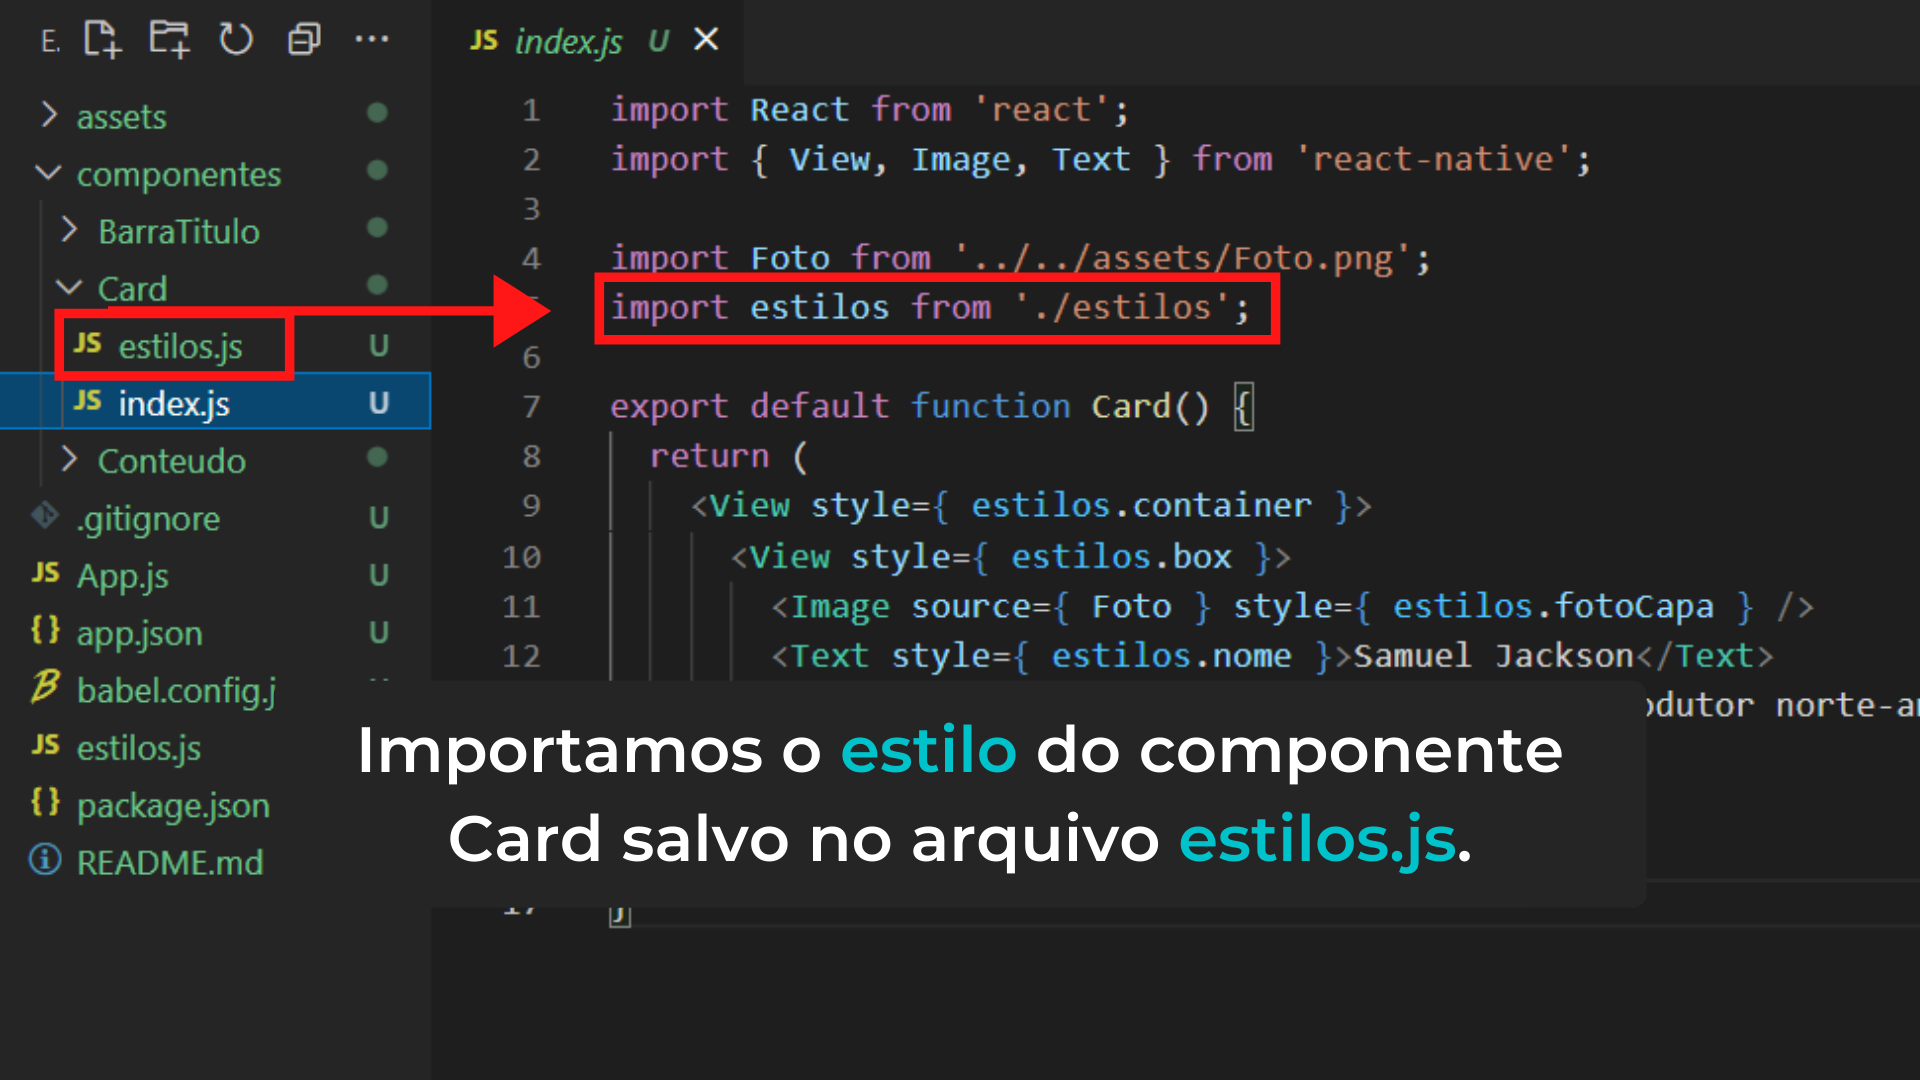 E.
assets
componentes
BarraTitulo
Card
JS estilos.js U
JS index.js U
Conteudo
.gitignore U
JS App.js U
{} app.json U
babel.config.j
JS estilos.js
{} package.json
README.md
JS index.js U
1 import React from 'react';
2 import { View, Image, Text } from 'react-native';
3
4 import Foto from '../../assets/Foto.png';
import estilos from './estilos';
6
7 export default function Card() {
8 return (
9 <View style={ estilos.container }>
10 <View style={ estilos.box }>
11 <Image source={ Foto } style={ estilos.fotoCapa } />
12 <Text style={ estilos.nome }>Samuel Jackson</Text>
17 }
Importamos o estilo do componente
Card salvo no arquivo estilos.js.